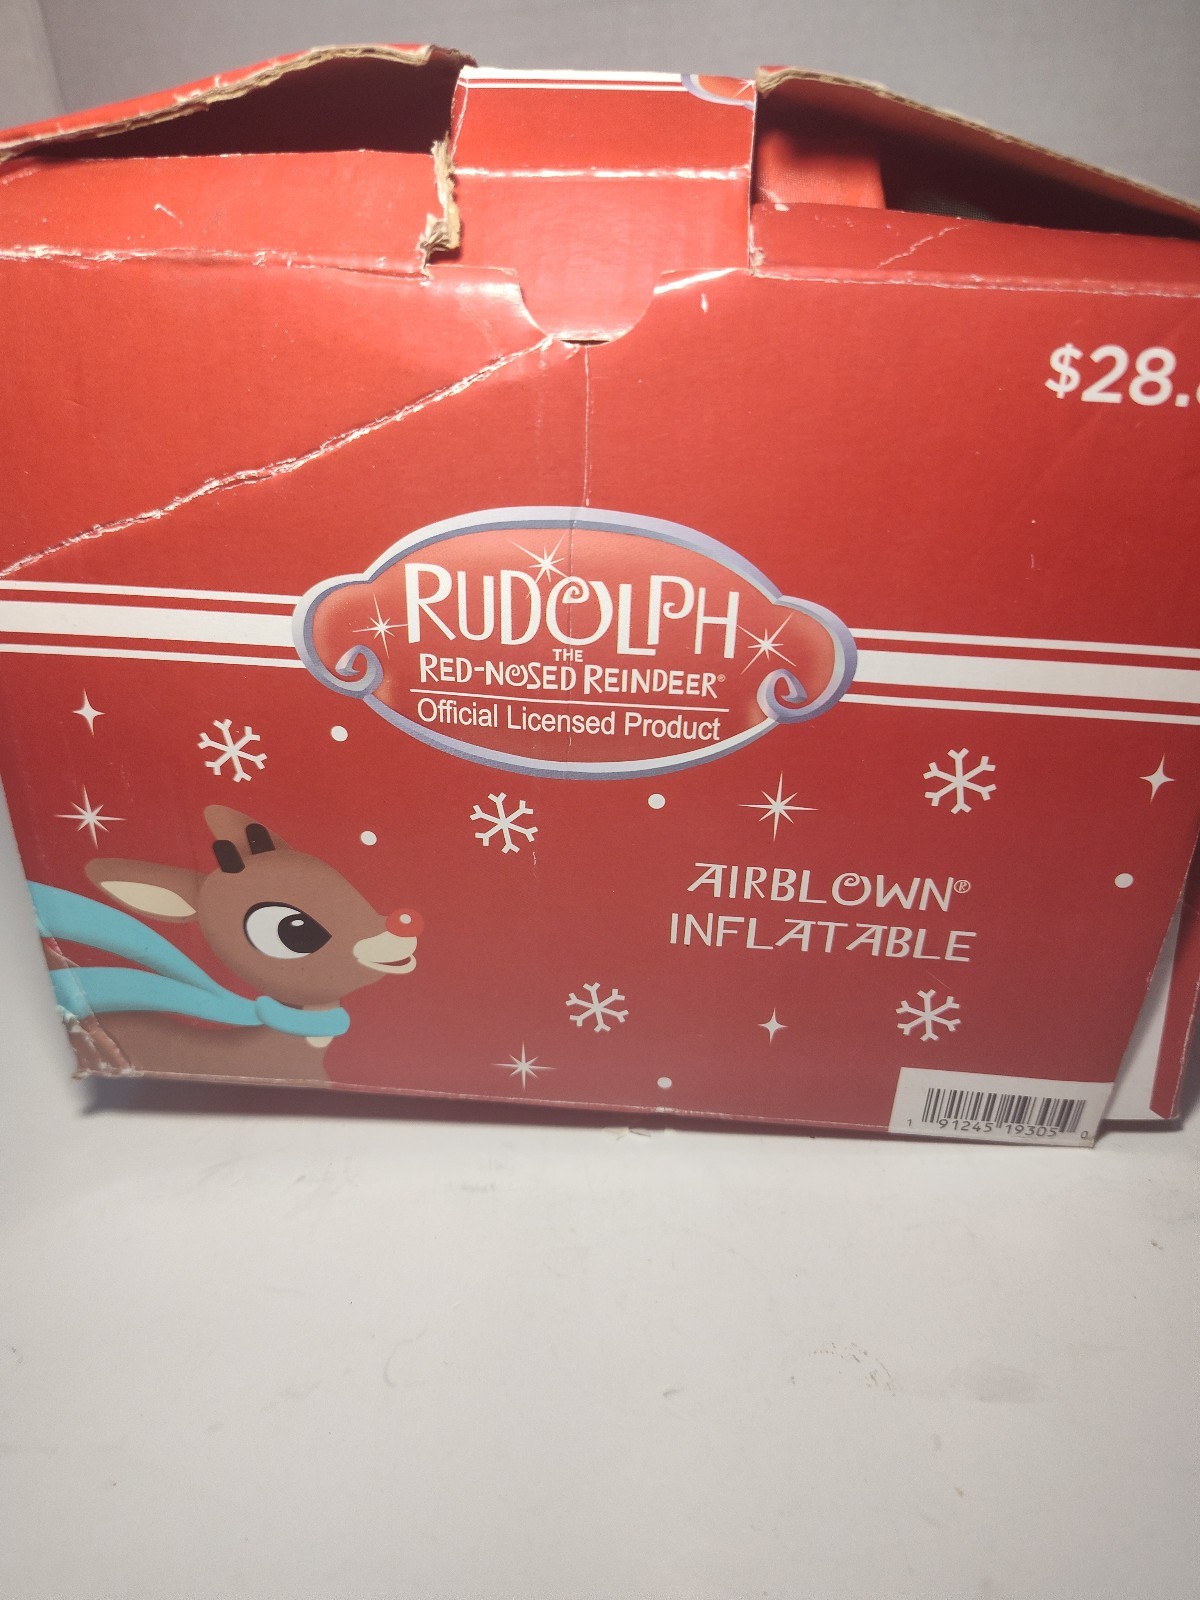 $28.
RUDOLPH
THE
RED-NOSED REINDEER®
Official Licensed Product
AIRBLOWN®
INFLATABLE
1 91245 19305 0